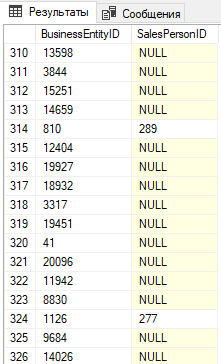 Результаты Сообщения
BusinessEntityID SalesPersonID
310 13598 NULL
311 3844 NULL
312 15251 NULL
313 14659 NULL
314 810 289
315 12404 NULL
316 19927 NULL
317 18932 NULL
318 3317 NULL
319 19451 NULL
320 41 NULL
321 20096 NULL
322 11942 NULL
323 8830 NULL
324 1126 277
325 9684 NULL
326 14026 NULL